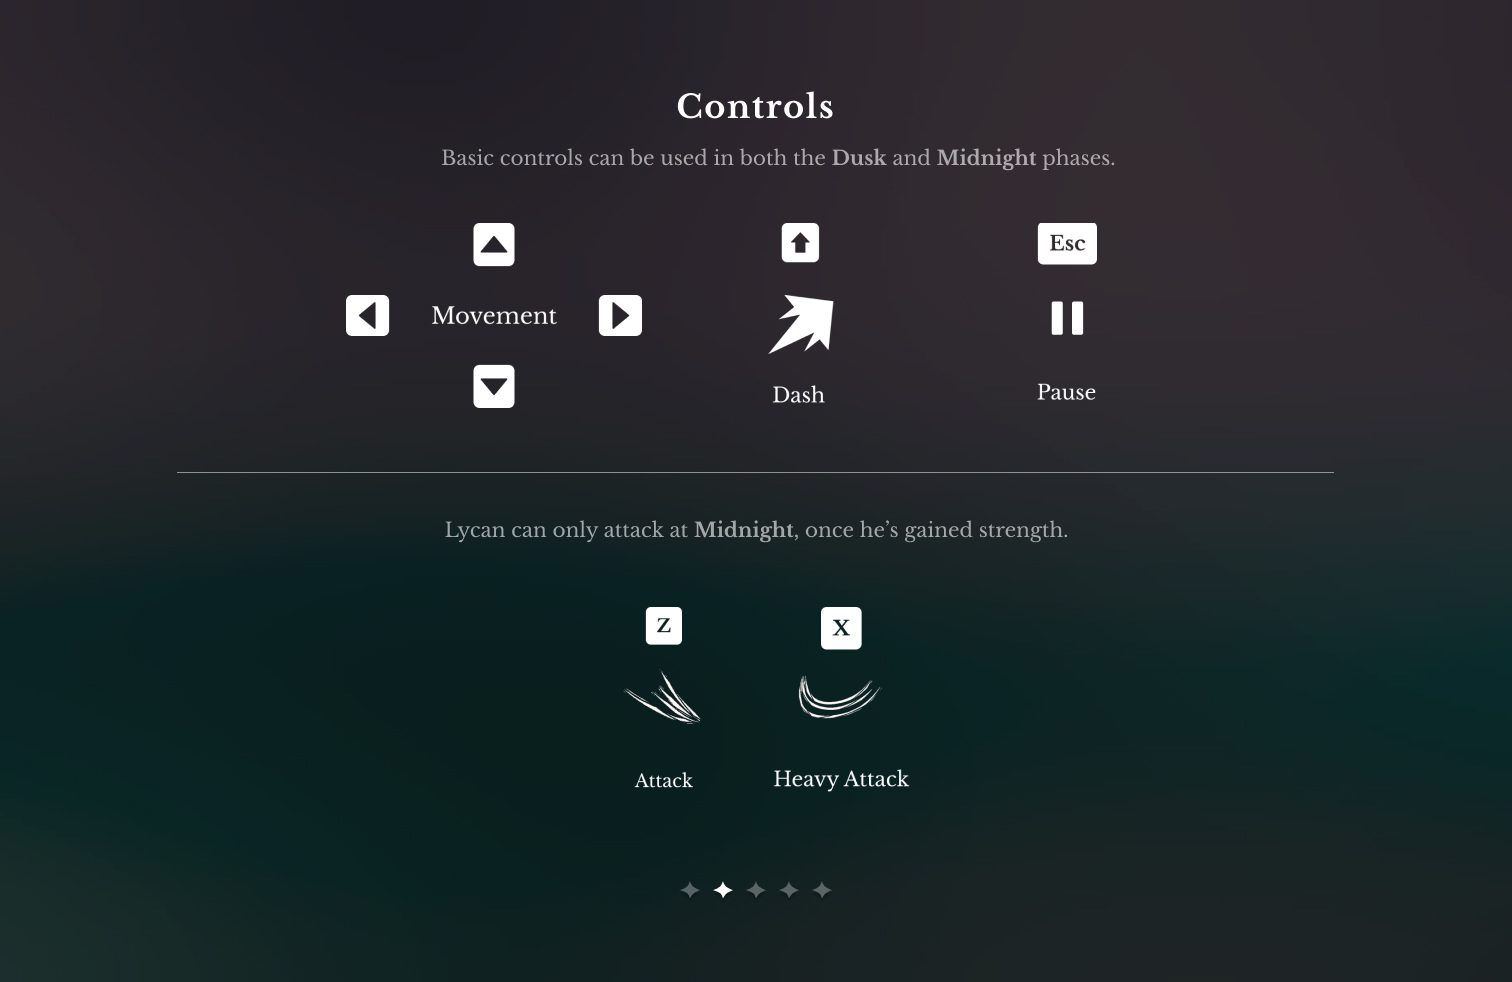 Controls
Basic controls can be used in both the Dusk and Midnight phases.
Esc
Movement
Dash
Pause
Lycan can only attack at Midnight, once he’s gained strength.
Z X
Attack Heavy Attack